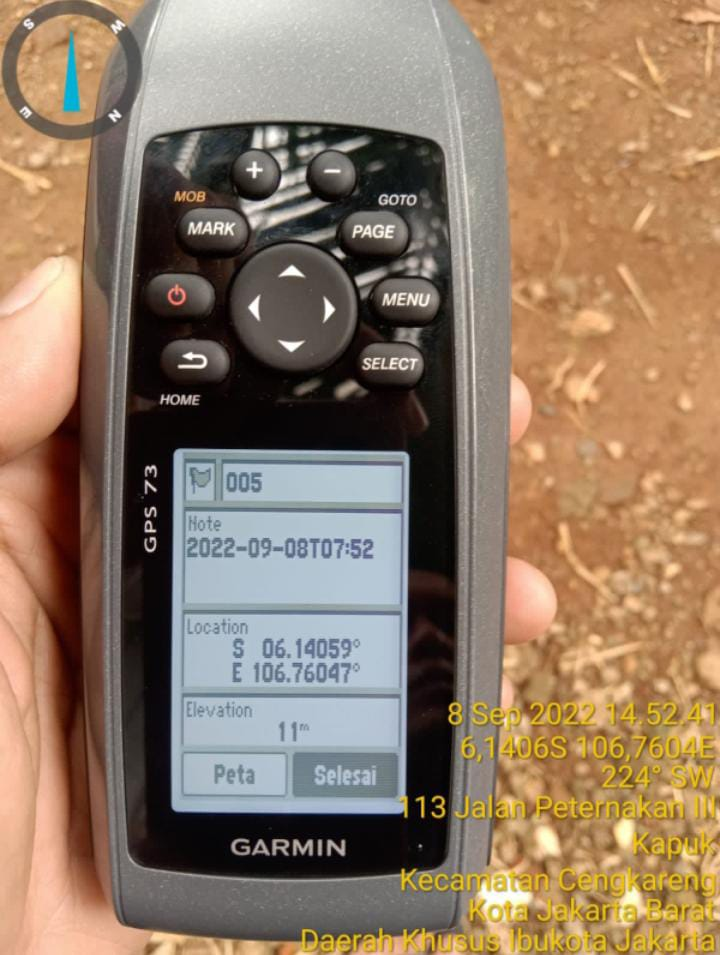 S
W
E
N
+
−
MOB
GOTO
MARK
PAGE
MENU
SELECT
HOME
GPS 73
005
Note
2022-09-08T07:52
Location
S 06.14059°
E 106.76047°
Elevation
11m
Peta
Selesai
GARMIN
8 Sep 2022 14.52.41
6,1406S 106,7604E
224° SW
113 Jalan Peternakan III
Kapuk
Kecamatan Cengkareng
Kota Jakarta Barat
Daerah Khusus Ibukota Jakarta